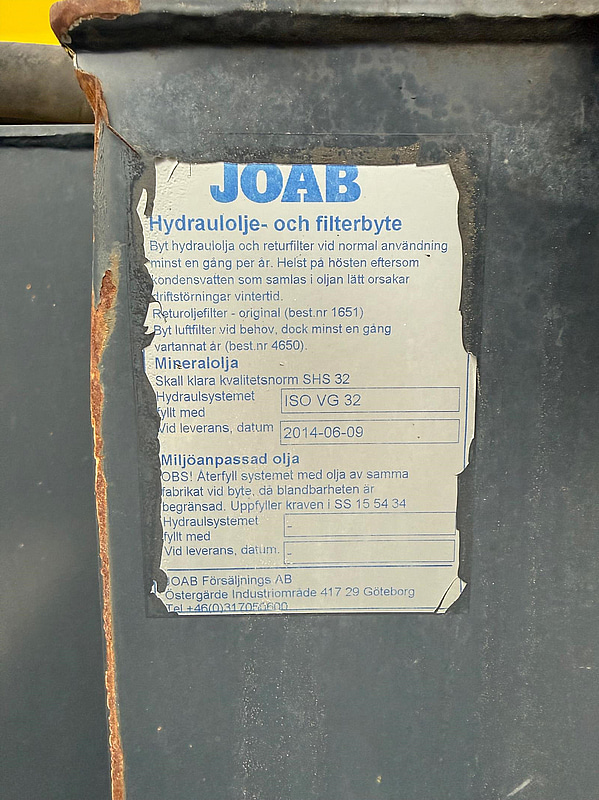 JOAB
Hydraulolje- och filterbyte
Byt hydraulolja och returfilter vid normal användning
minst en gång per år. Helst på hösten eftersom
kondensvatten som samlas i oljan lätt orsakar
driftstörningar vintertid.
Returoljefilter - original (best.nr 1651)
Byt luftfilter vid behov, dock minst en gång
vartannat år (best.nr 4650).
Mineralolja
Skall klara kvalitetsnorm SHS 32
Hydraulsystemet
fyllt med
ISO VG 32
Vid leverans, datum
2014-06-09
Miljöanpassad olja
OBS! Återfyll systemet med olja av samma
fabrikat vid byte, då blandbarheten är
begränsad. Uppfyller kraven i SS 15 54 34
Hydraulsystemet
fyllt med
-
Vid leverans, datum.
-
JOAB Försäljnings AB
Östergärde Industriområde 417 29 Göteborg
Tel +46(0)317050600